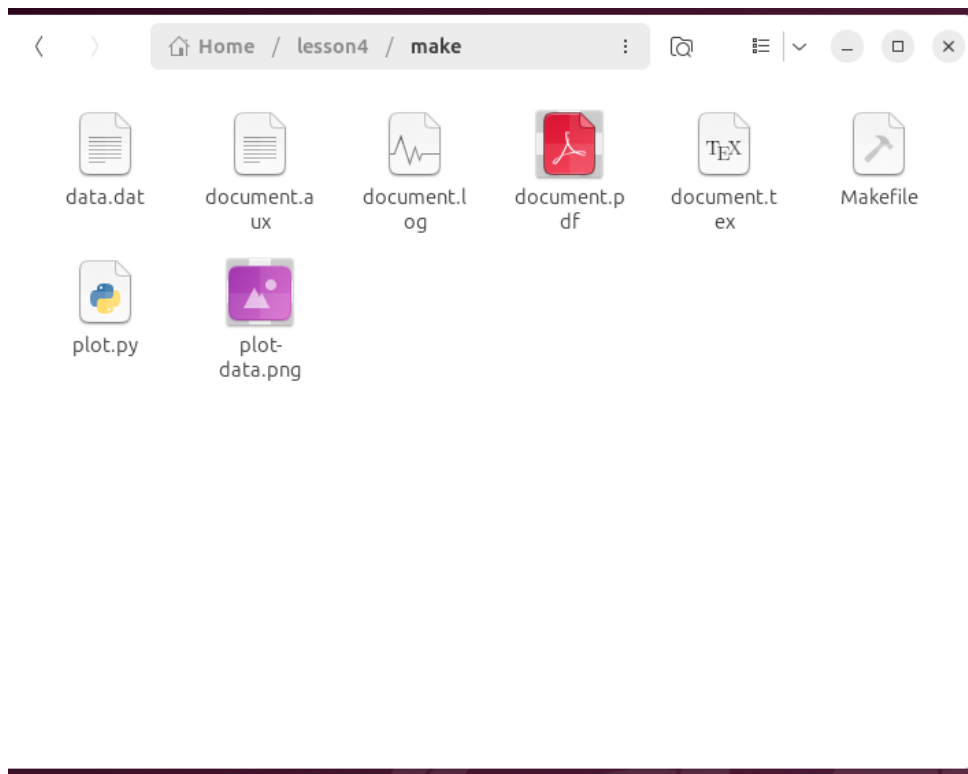 Home / lesson4 / make
data.dat
document.a
ux
document.l
og
document.p
df
TEX
document.t
ex
Makefile
plot.py
plot-
data.png